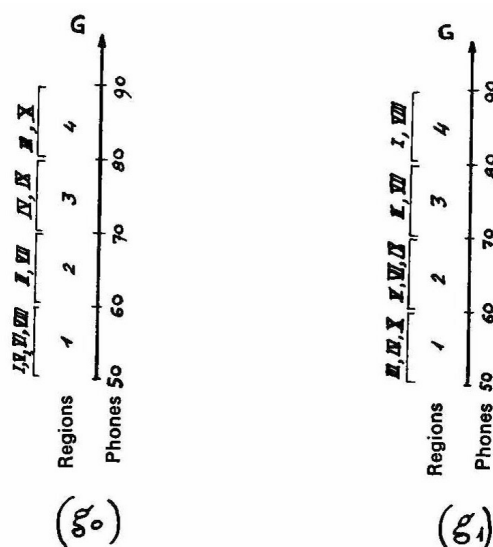 G
I,V,VI,VIII II, VII IV, IX III, X
Regions 1 2 3 4
Phones 50 60 70 80 90
(g0)
G
III, IV, X V, VI, IX II, VII I, VIII
Regions 1 2 3 4
Phones 50 60 70 80 90
(g1)